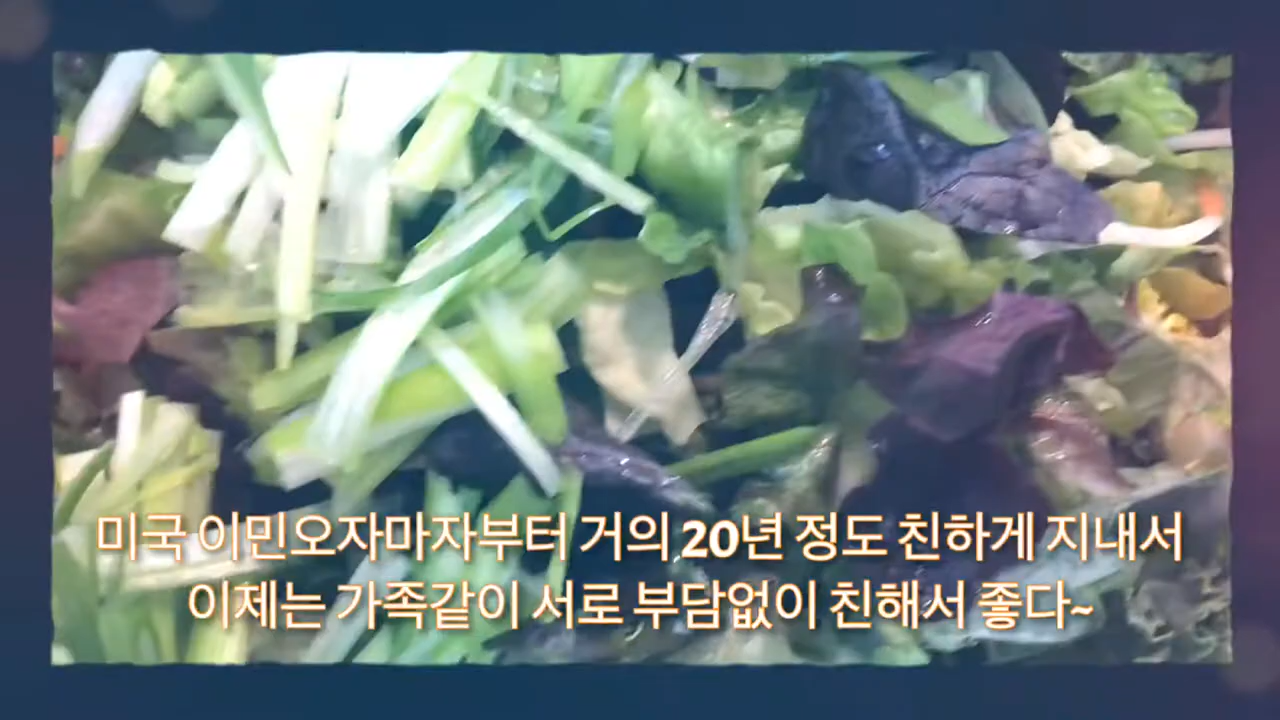 미국 이민오자마자부터 거의 20년 정도 친하게 지내서
이제는 가족같이 서로 부담없이 친해서 좋다~